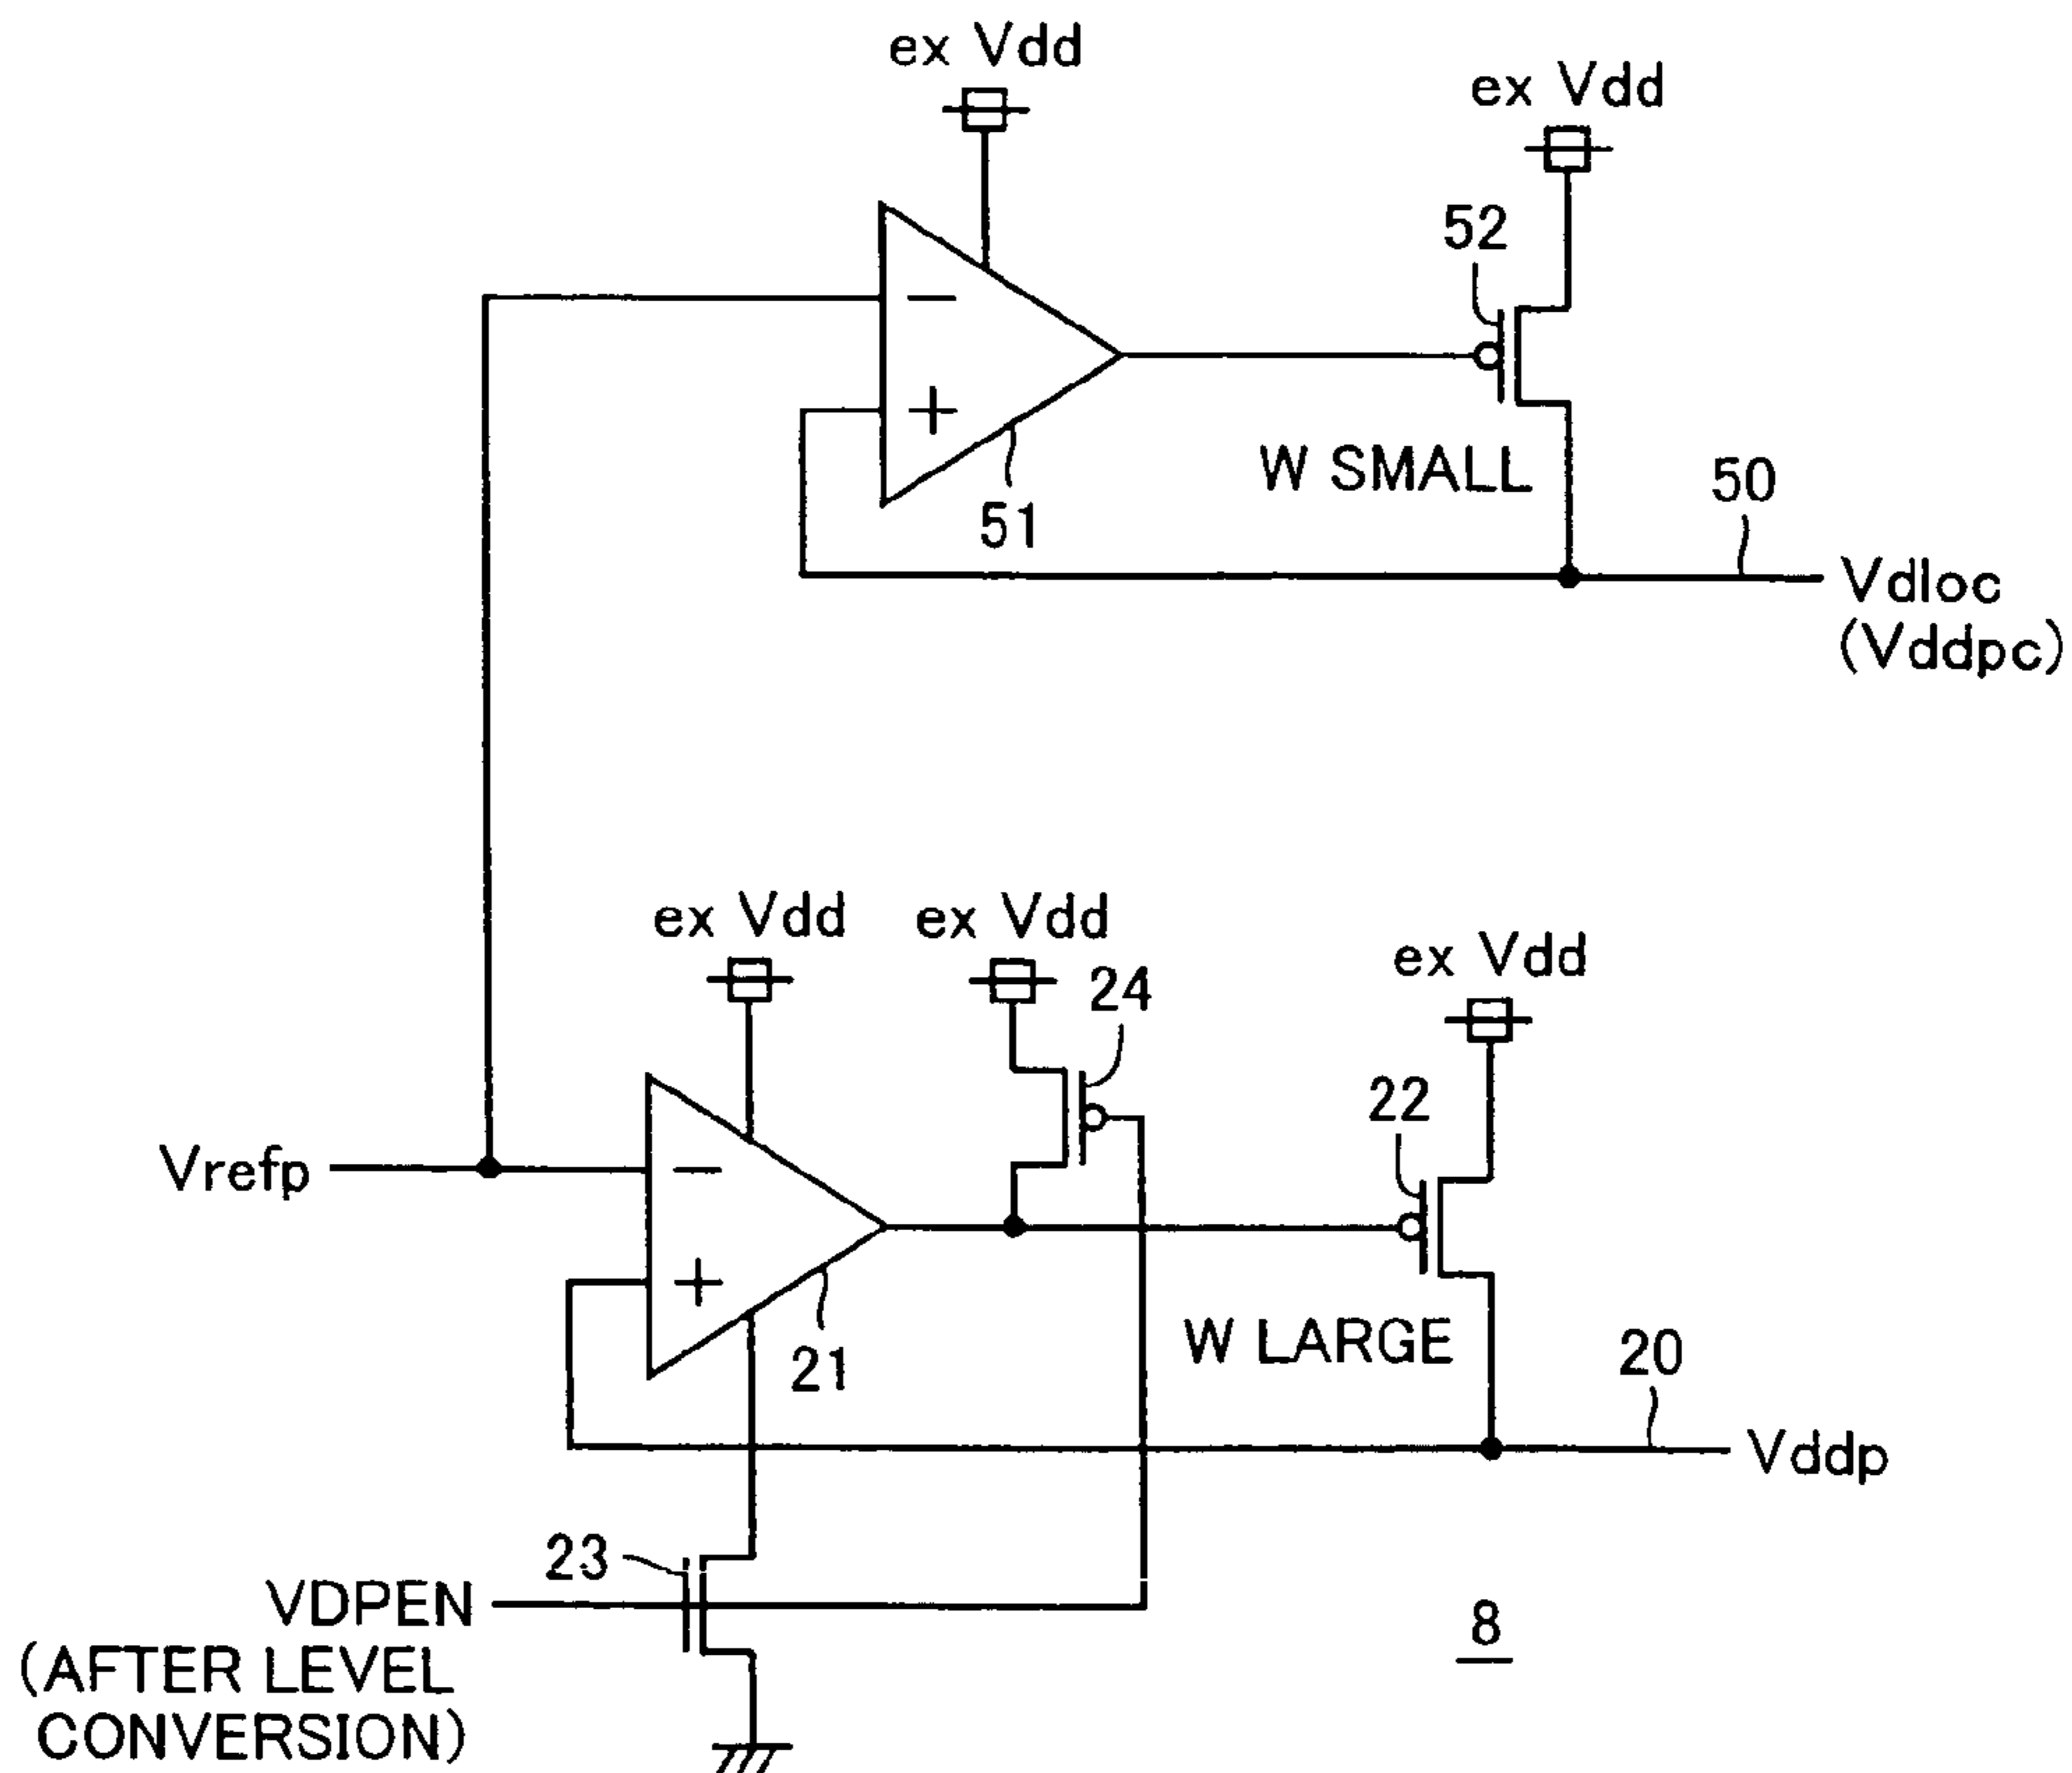 ex Vdd
ex Vdd
52
−
+
W SMALL
51
50
Vdloc
(Vddpc)
ex Vdd
ex Vdd
24
ex Vdd
22
Vrefp
−
+
21
W LARGE
20
Vddp
23
VDPEN
(AFTER LEVEL
CONVERSION)
8